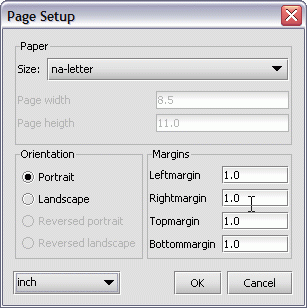 Page Setup
Paper
Size: na-letter
Page width 8.5
Page heigth 11.0
Orientation
Portrait
Landscape
Reversed portrait
Reversed landscape
Margins
Leftmargin 1.0
Rightmargin 1.0
Topmargin 1.0
Bottommargin 1.0
inch OK Cancel